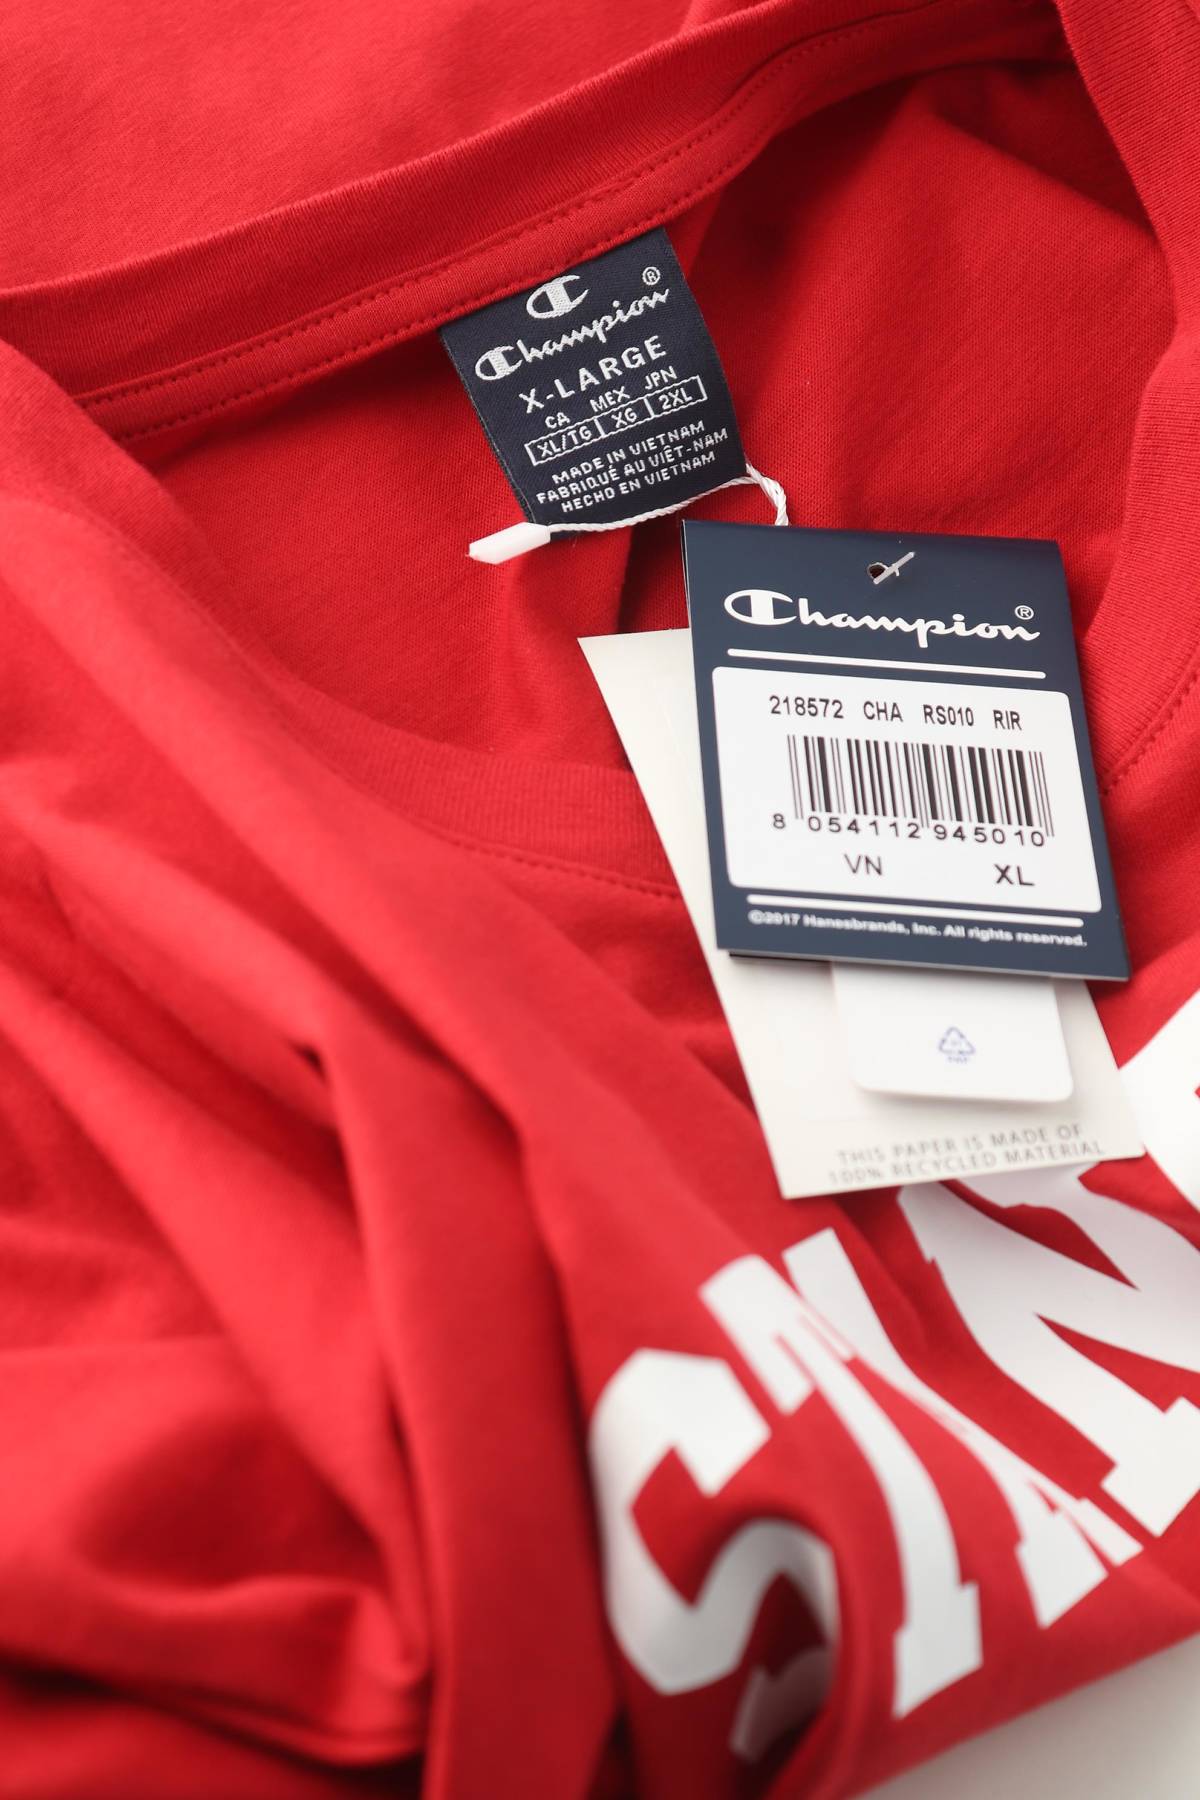 Champion®
X-LARGE
CA MEX JPN
XL/TG XG 2XL
MADE IN VIETNAM
FABRIQUÉ AU VIÊT-NAM
HECHO EN VIETNAM
Champion®
218572 CHA RS010 RIR
8 054112 945010
VN XL
©2017 Hanesbrands, Inc. All rights reserved.
THIS PAPER IS MADE OF
100% RECYCLED MATERIAL
STAN